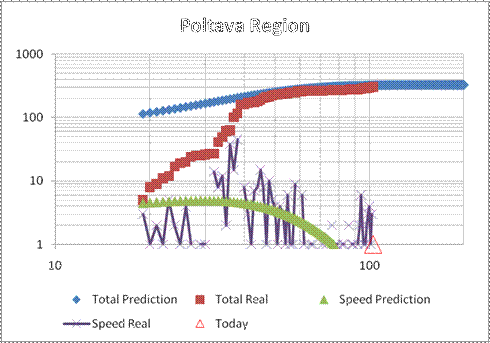 Poltava Region
1000
100
10
1
10 100
Total Prediction Total Real Speed Prediction
Speed Real Today